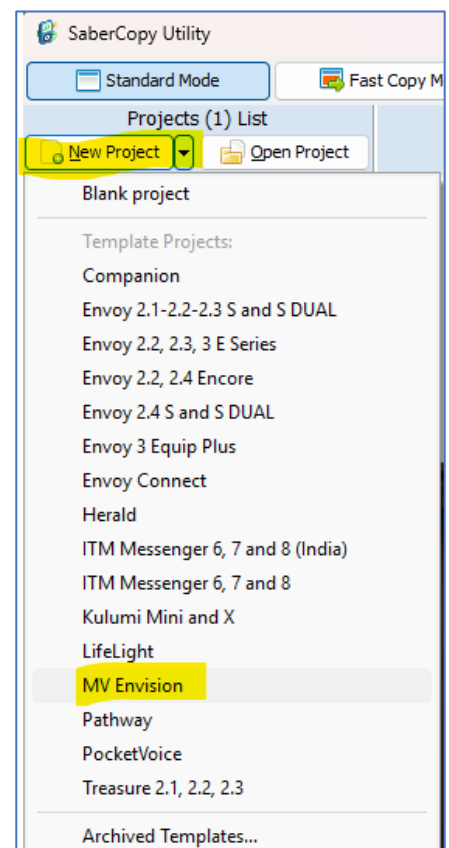 SaberCopy Utility
Standard Mode Fast Copy M
Projects (1) List
New Project Open Project
Blank project
Template Projects:
Companion
Envoy 2.1-2.2-2.3 S and S DUAL
Envoy 2.2, 2.3, 3 E Series
Envoy 2.2, 2.4 Encore
Envoy 2.4 S and S DUAL
Envoy 3 Equip Plus
Envoy Connect
Herald
ITM Messenger 6, 7 and 8 (India)
ITM Messenger 6, 7 and 8
Kulumi Mini and X
LifeLight
MV Envision
Pathway
PocketVoice
Treasure 2.1, 2.2, 2.3
Archived Templates...